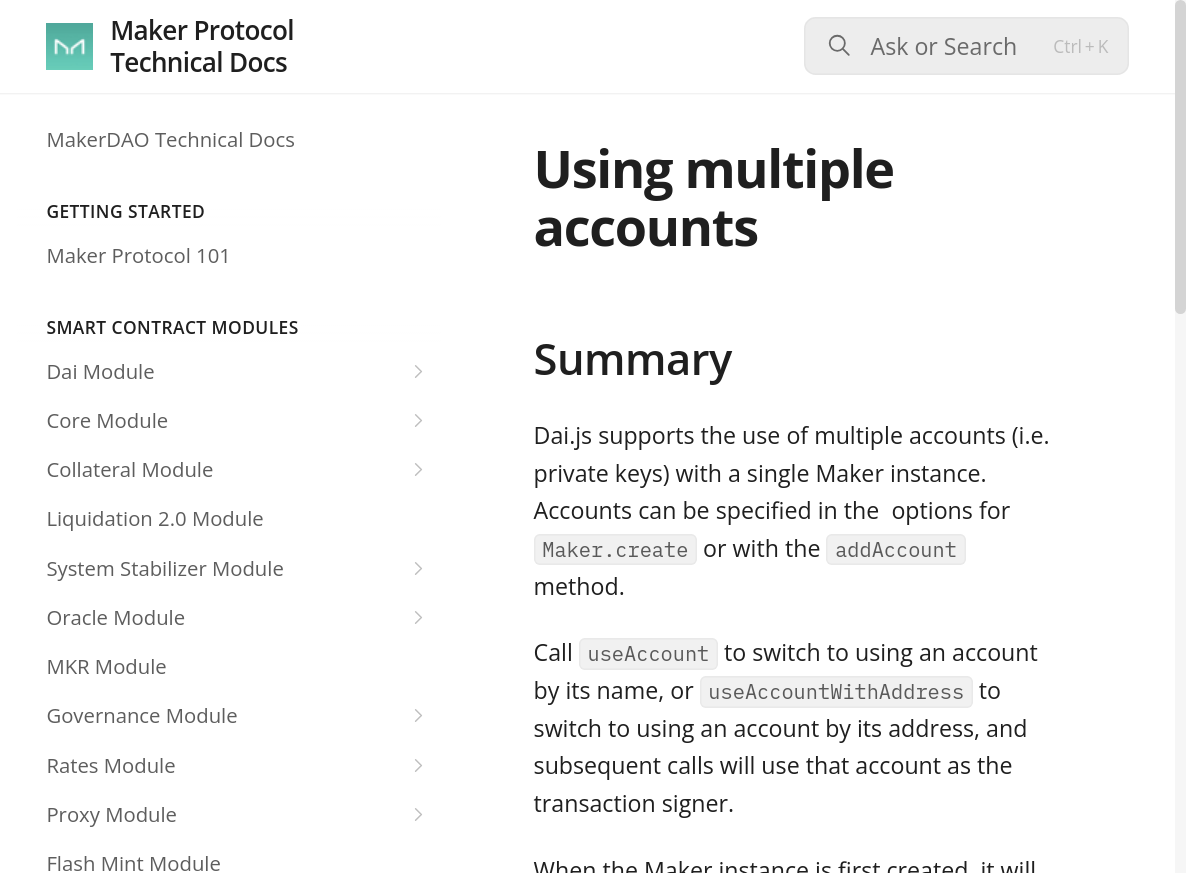 Maker Protocol
Technical Docs
Ask or Search
Ctrl + K
MakerDAO Technical Docs
GETTING STARTED
Maker Protocol 101
SMART CONTRACT MODULES
Dai Module
Core Module
Collateral Module
Liquidation 2.0 Module
System Stabilizer Module
Oracle Module
MKR Module
Governance Module
Rates Module
Proxy Module
Flash Mint Module
Using multiple
accounts
Summary
Dai.js supports the use of multiple accounts (i.e.
private keys) with a single Maker instance.
Accounts can be specified in the  options for
Maker.create or with the addAccount
method.
Call useAccount to switch to using an account
by its name, or useAccountWithAddress to
switch to using an account by its address, and
subsequent calls will use that account as the
transaction signer.
When the Maker instance is first created, it will